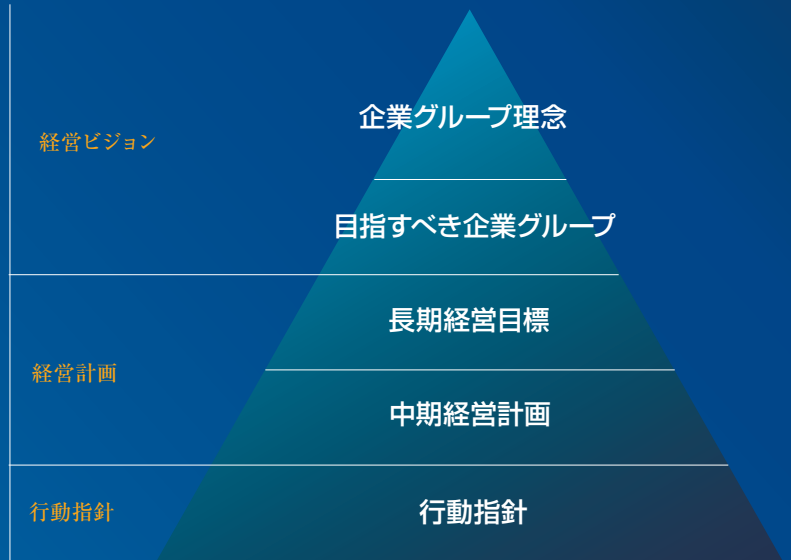 企業グループ理念
経営ビジョン
目指すべき企業グループ
長期経営目標
経営計画
中期経営計画
行動指針
行動指針